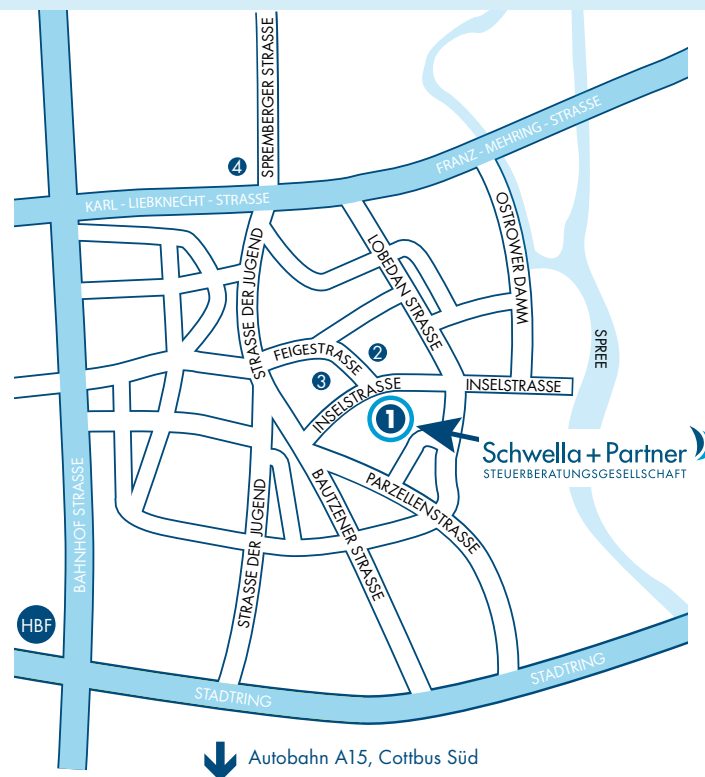 SPREMBERGER STRASSE
4
FRANZ - MEHRING - STRASSE
KARL - LIEBKNECHT - STRASSE
OSTROWER DAMM
LOBEDAN STRASSE
STRASSE DER JUGEND
SPREE
FEIGESTRASSE
2
3
INSELSTRASSE
INSELSTRASSE
1
Schwella + Partner
STEUERBERATUNGSGESELLSCHAFT
PARZELLENSTRASSE
BAUTZENER STRASSE
STRASSE DER JUGEND
BAHNHOF STRASSE
HBF
STADTRING
STADTRING
Autobahn A15, Cottbus Süd